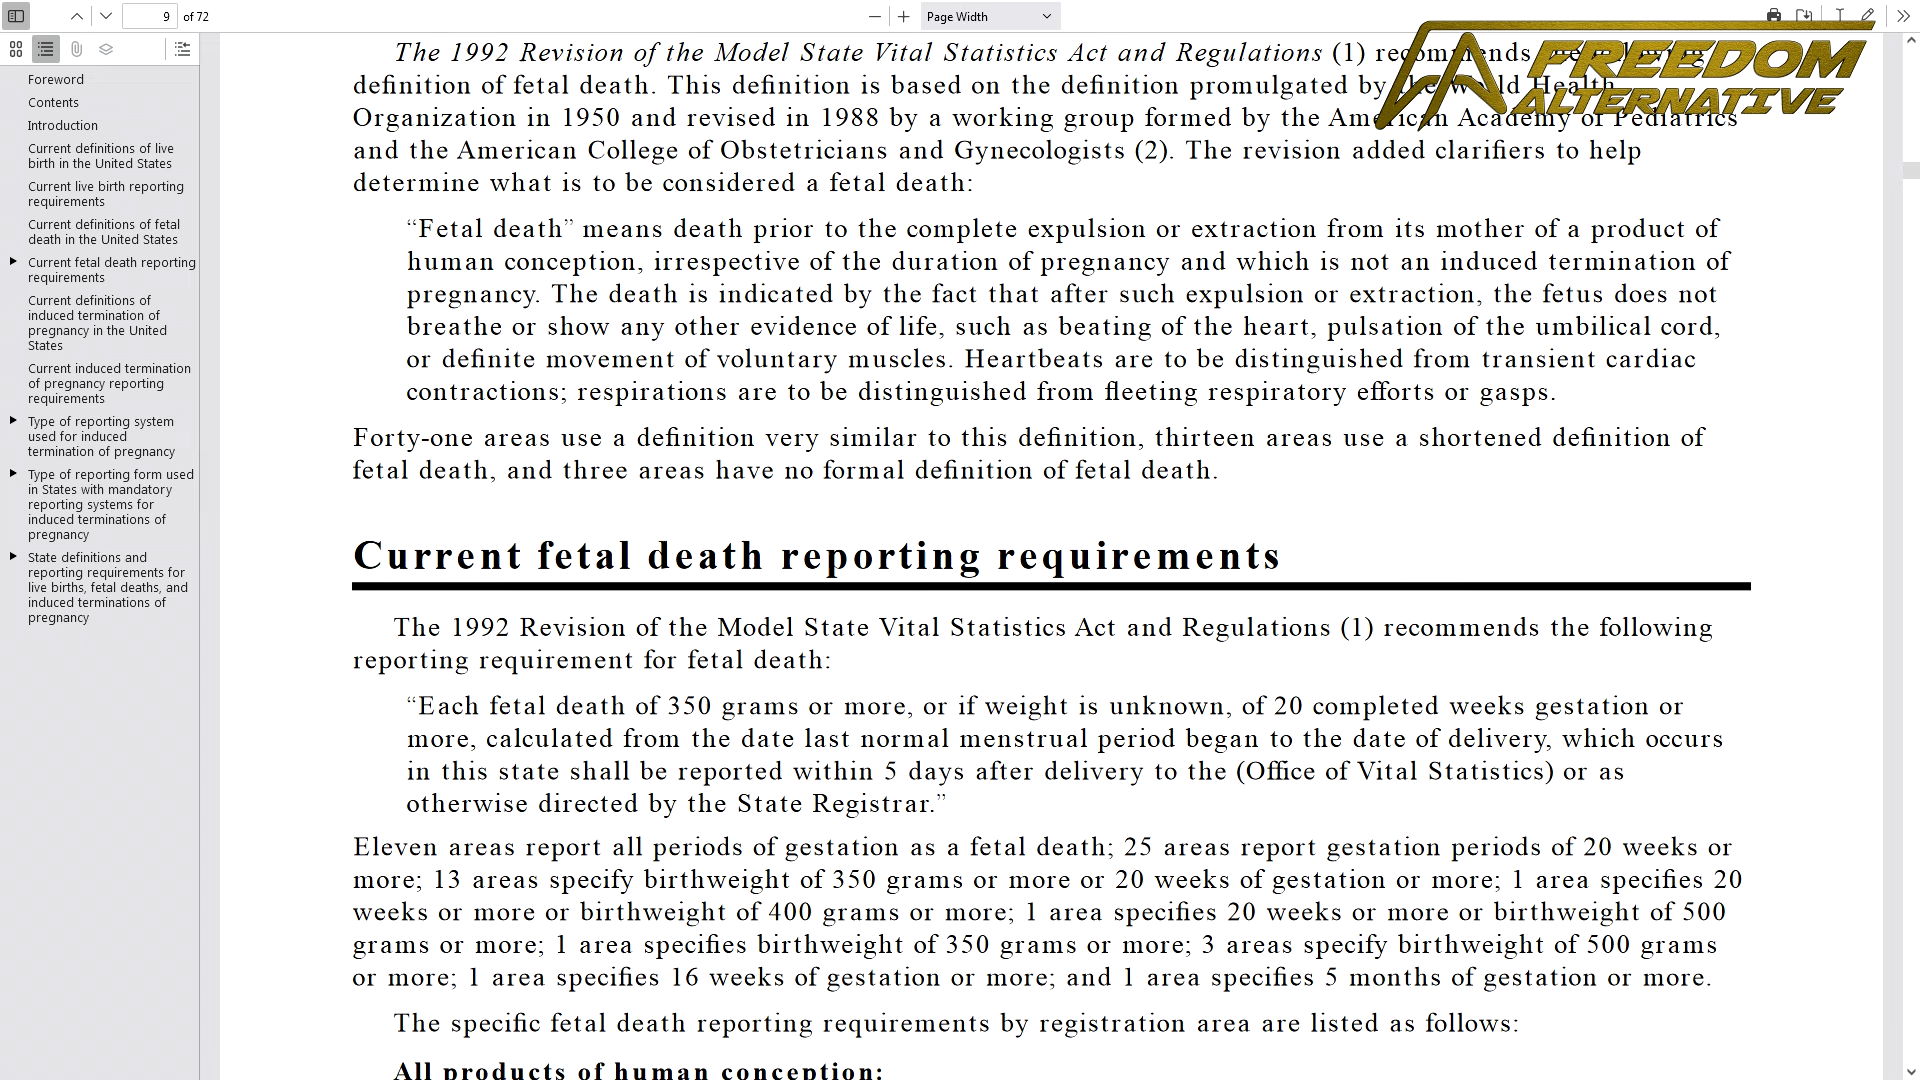 9 of 72
Page Width
Foreword
Contents
Introduction
Current definitions of live
birth in the United States
Current live birth reporting
requirements
Current definitions of fetal
death in the United States
Current fetal death reporting
requirements
Current definitions of
induced termination of
pregnancy in the United
States
Current induced termination
of pregnancy reporting
requirements
Type of reporting system
used for induced
termination of pregnancy
Type of reporting form used
in States with mandatory
reporting systems for
induced terminations of
pregnancy
State definitions and
reporting requirements for
live births, fetal deaths, and
induced terminations of
pregnancy
FREEDOM
ALTERNATIVE
The 1992 Revision of the Model State Vital Statistics Act and Regulations (1) recommends the following
definition of fetal death. This definition is based on the definition promulgated by the World Health
Organization in 1950 and revised in 1988 by a working group formed by the American Academy of Pediatrics
and the American College of Obstetricians and Gynecologists (2). The revision added clarifiers to help
determine what is to be considered a fetal death:
“Fetal death” means death prior to the complete expulsion or extraction from its mother of a product of
human conception, irrespective of the duration of pregnancy and which is not an induced termination of
pregnancy. The death is indicated by the fact that after such expulsion or extraction, the fetus does not
breathe or show any other evidence of life, such as beating of the heart, pulsation of the umbilical cord,
or definite movement of voluntary muscles. Heartbeats are to be distinguished from transient cardiac
contractions; respirations are to be distinguished from fleeting respiratory efforts or gasps.
Forty-one areas use a definition very similar to this definition, thirteen areas use a shortened definition of
fetal death, and three areas have no formal definition of fetal death.
Current fetal death reporting requirements
The 1992 Revision of the Model State Vital Statistics Act and Regulations (1) recommends the following
reporting requirement for fetal death:
“Each fetal death of 350 grams or more, or if weight is unknown, of 20 completed weeks gestation or
more, calculated from the date last normal menstrual period began to the date of delivery, which occurs
in this state shall be reported within 5 days after delivery to the (Office of Vital Statistics) or as
otherwise directed by the State Registrar.”
Eleven areas report all periods of gestation as a fetal death; 25 areas report gestation periods of 20 weeks or
more; 13 areas specify birthweight of 350 grams or more or 20 weeks of gestation or more; 1 area specifies 20
weeks or more or birthweight of 400 grams or more; 1 area specifies 20 weeks or more or birthweight of 500
grams or more; 1 area specifies birthweight of 350 grams or more; 3 areas specify birthweight of 500 grams
or more; 1 area specifies 16 weeks of gestation or more; and 1 area specifies 5 months of gestation or more.
The specific fetal death reporting requirements by registration area are listed as follows:
All products of human conception: